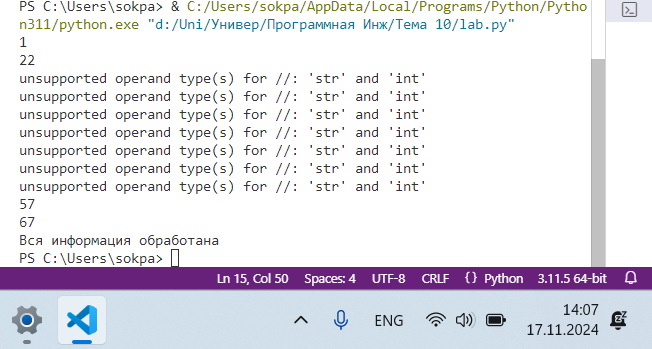 PS C:\Users\sokpa> & C:/Users/sokpa/AppData/Local/Programs/Python/Pytho
n311/python.exe "d:/Uni/Универ/Программная Инж/Тема 10/lab.py"
1
22
unsupported operand type(s) for //: 'str' and 'int'
unsupported operand type(s) for //: 'str' and 'int'
unsupported operand type(s) for //: 'str' and 'int'
unsupported operand type(s) for //: 'str' and 'int'
unsupported operand type(s) for //: 'str' and 'int'
unsupported operand type(s) for //: 'str' and 'int'
unsupported operand type(s) for //: 'str' and 'int'
57
67
Вся информация обработана
PS C:\Users\sokpa>
Ln 15, Col 50 Spaces: 4 UTF-8 CRLF {} Python 3.11.5 64-bit
ENG 14:07
17.11.2024